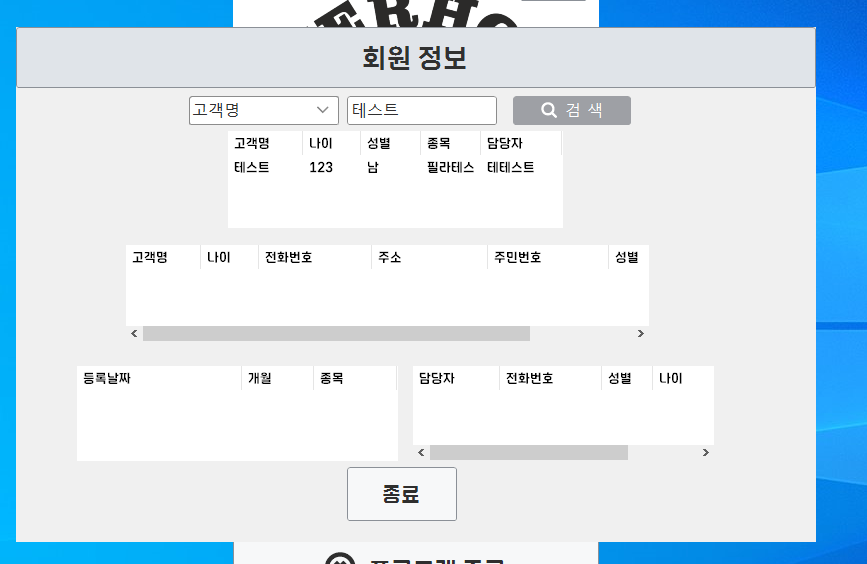 회원 정보
고객명 테스트 검 색
고객명 나이 성별 종목 담당자
테스트 123 남 필라테스 테테스트
고객명 나이 전화번호 주소 주민번호 성별
등록날짜 개월 종목 담당자 전화번호 성별 나이
종료